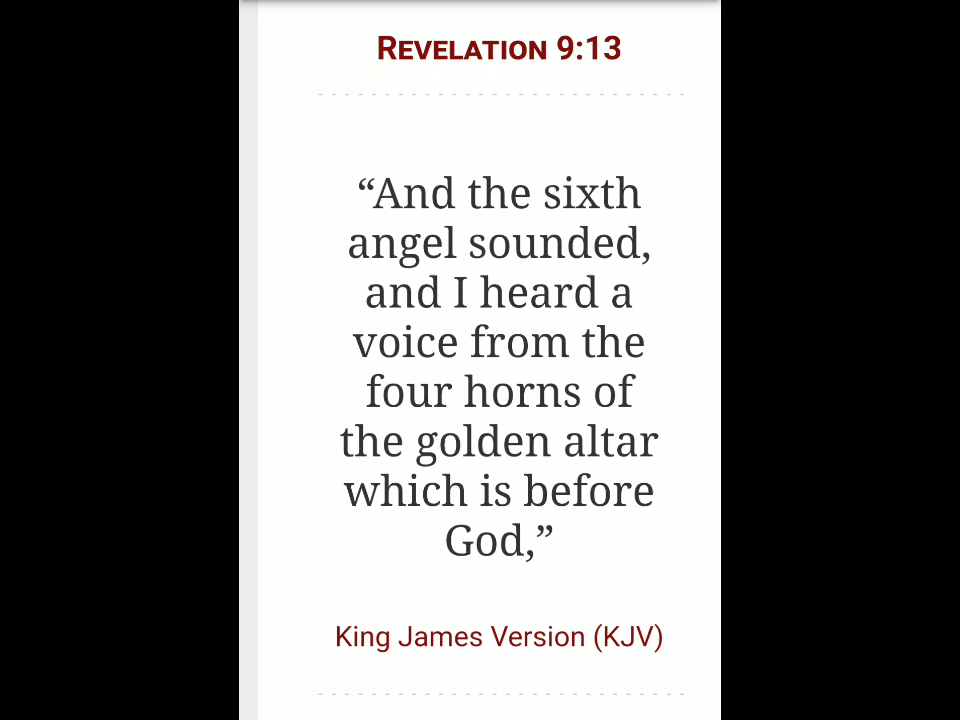 REVELATION 9:13
“And the sixth
angel sounded,
and I heard a
voice from the
four horns of
the golden altar
which is before
God,”
King James Version (KJV)